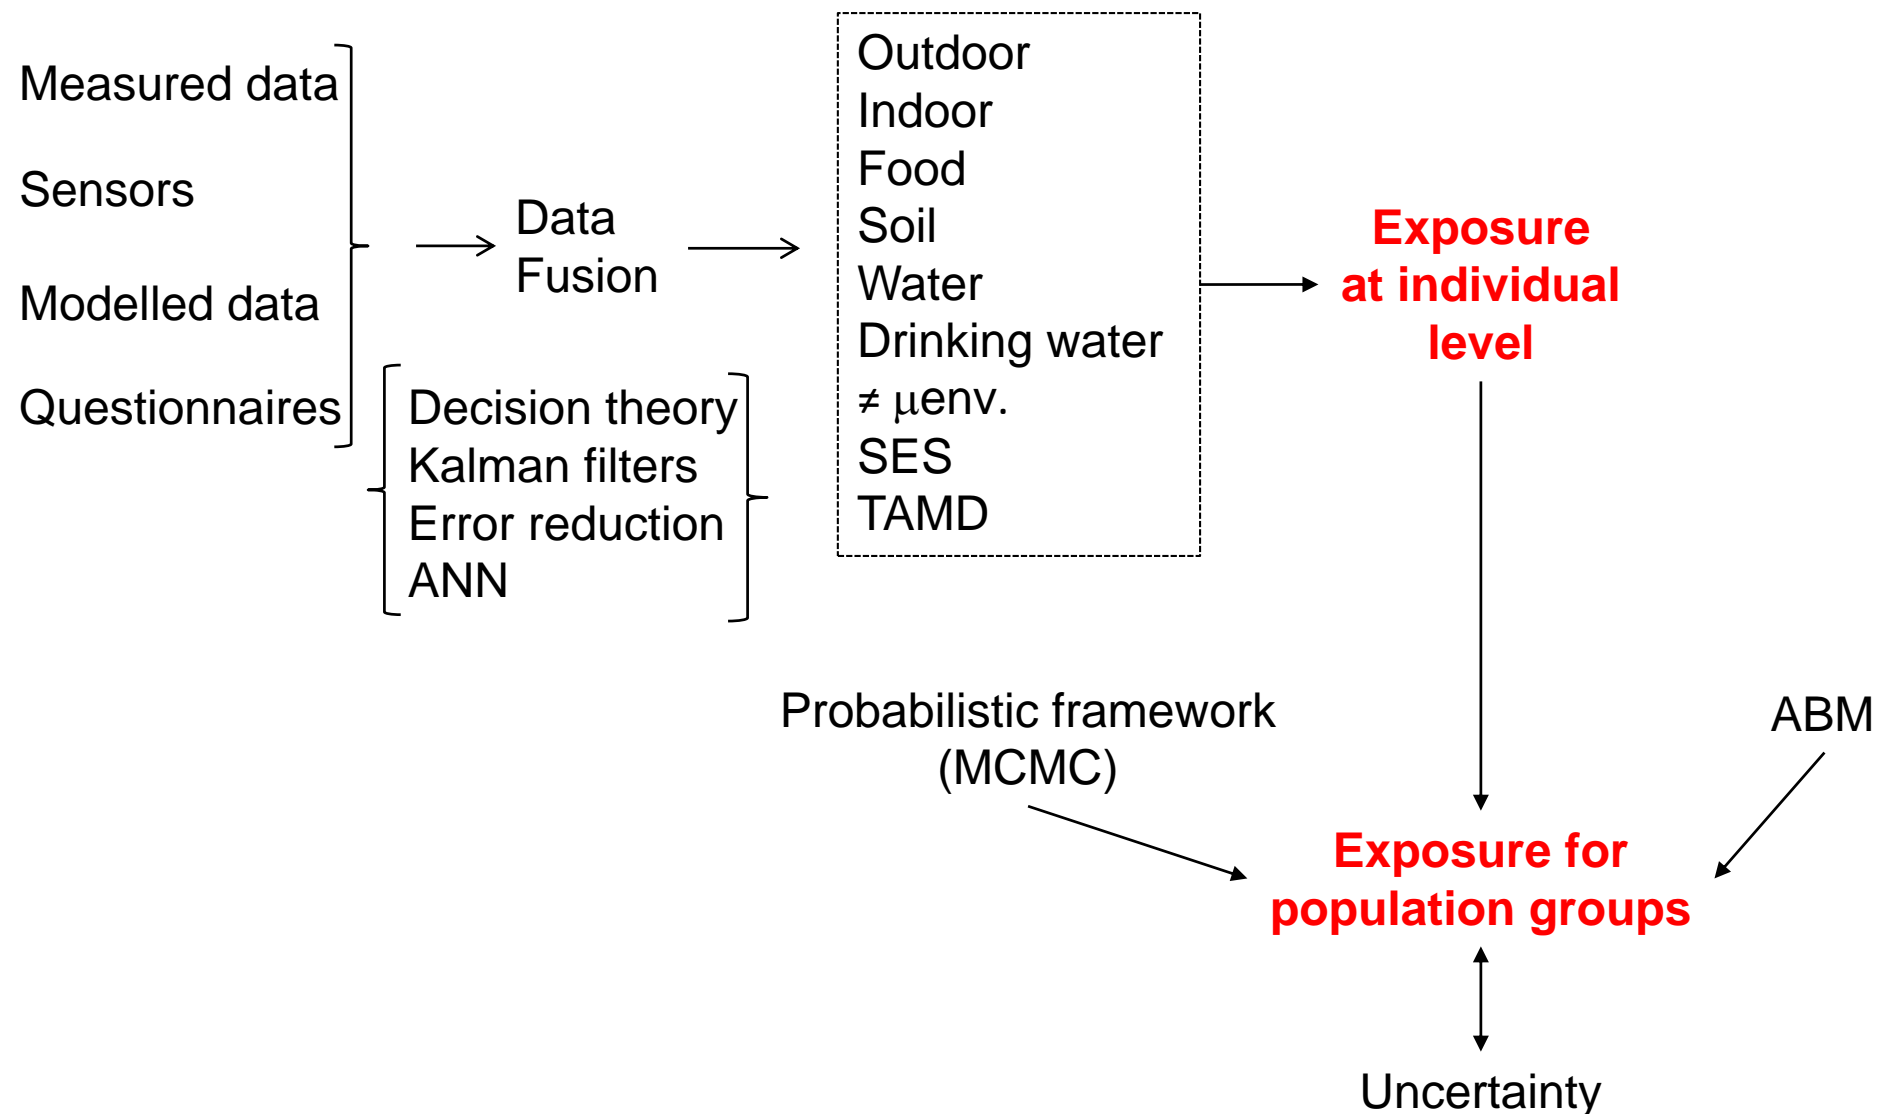 Measured data
Sensors
Modelled data
Questionnaires
Data
Fusion
Decision theory
Kalman filters
Error reduction
ANN
Outdoor
Indoor
Food
Soil
Water
Drinking water
≠ μenv.
SES
TAMD
Exposure
at individual
level
Probabilistic framework
(MCMC)
ABM
Exposure for
population groups
Uncertainty